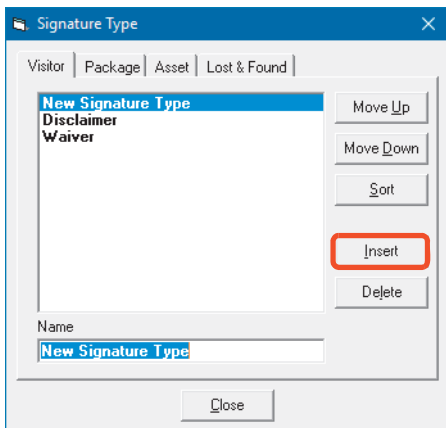 Signature Type
Visitor Package Asset Lost & Found
New Signature Type
Disclaimer
Waiver
Move Up
Move Down
Sort
Insert
Delete
Name
New Signature Type
Close